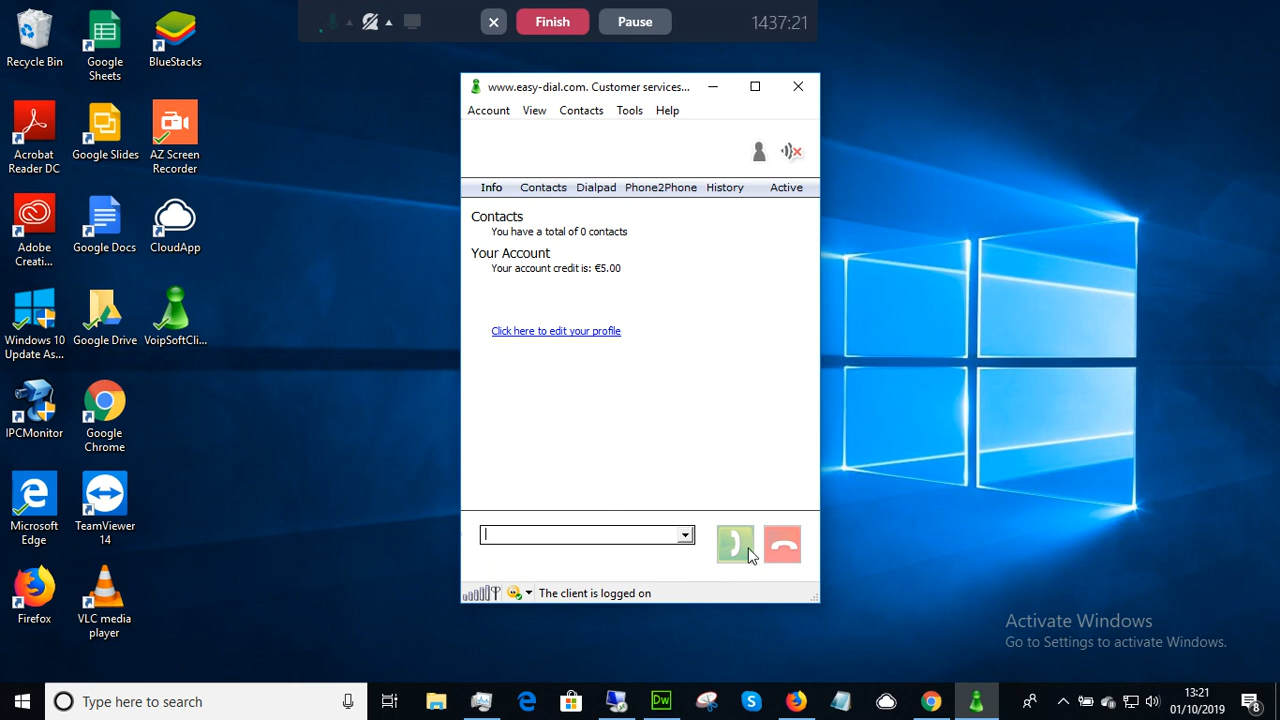 Finish
Pause
1437:21
Recycle Bin
Google
Sheets
BlueStacks
Acrobat
Reader DC
Google Slides
AZ Screen
Recorder
Adobe
Creati...
Google Docs
CloudApp
Windows 10
Update As...
Google Drive
VoipSoftCli...
IPCMonitor
Google
Chrome
Microsoft
Edge
TeamViewer
14
Firefox
VLC media
player
www.easy-dial.com. Customer services...
Account View Contacts Tools Help
Info Contacts Dialpad Phone2Phone History Active
Contacts
You have a total of 0 contacts
Your Account
Your account credit is: €5.00
Click here to edit your profile
The client is logged on
Activate Windows
Go to Settings to activate Windows.
Type here to search
Dw
13:21
01/10/2019
8